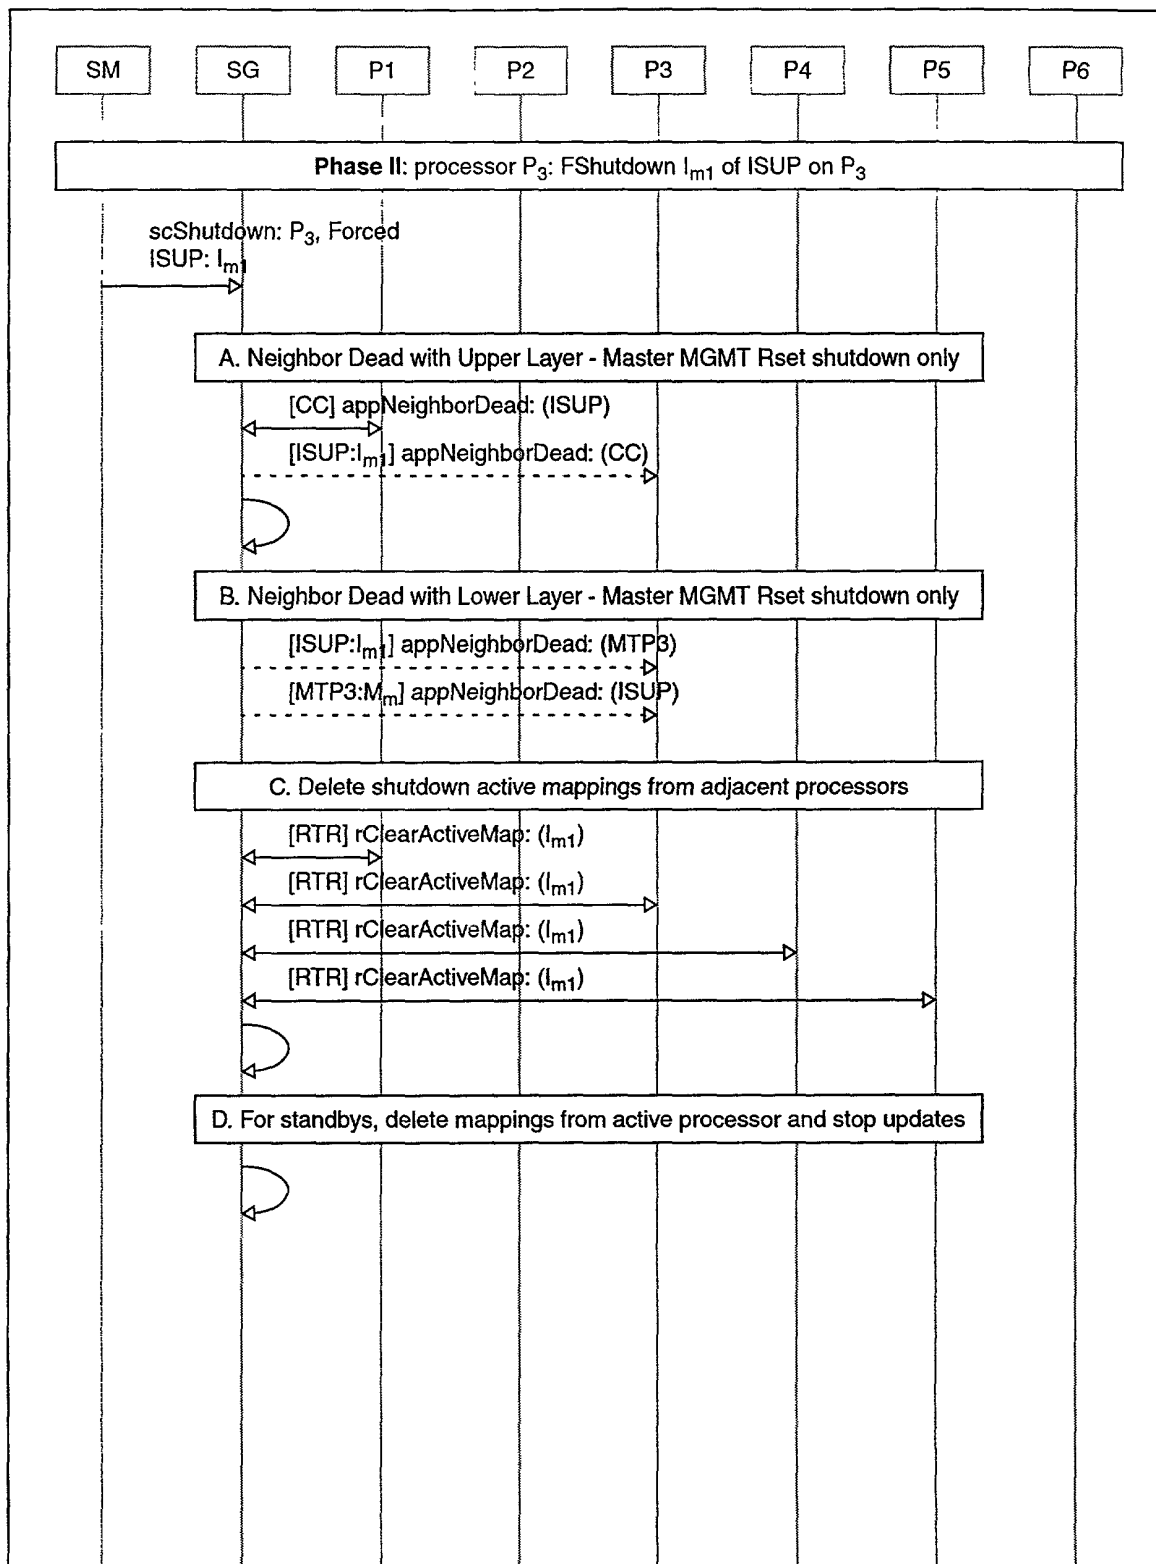 SM SG P1 P2 P3 P4 P5 P6
Phase II: processor P3: FShutdown Im1 of ISUP on P3
scShutdown: P3, Forced
ISUP: Im1
A. Neighbor Dead with Upper Layer - Master MGMT Rset shutdown only
[CC] appNeighborDead: (ISUP)
[ISUP:Im1] appNeighborDead: (CC)
B. Neighbor Dead with Lower Layer - Master MGMT Rset shutdown only
[ISUP:Im1] appNeighborDead: (MTP3)
[MTP3:Mm] appNeighborDead: (ISUP)
C. Delete shutdown active mappings from adjacent processors
[RTR] rClearActiveMap: (Im1)
[RTR] rClearActiveMap: (Im1)
[RTR] rClearActiveMap: (Im1)
[RTR] rClearActiveMap: (Im1)
D. For standbys, delete mappings from active processor and stop updates